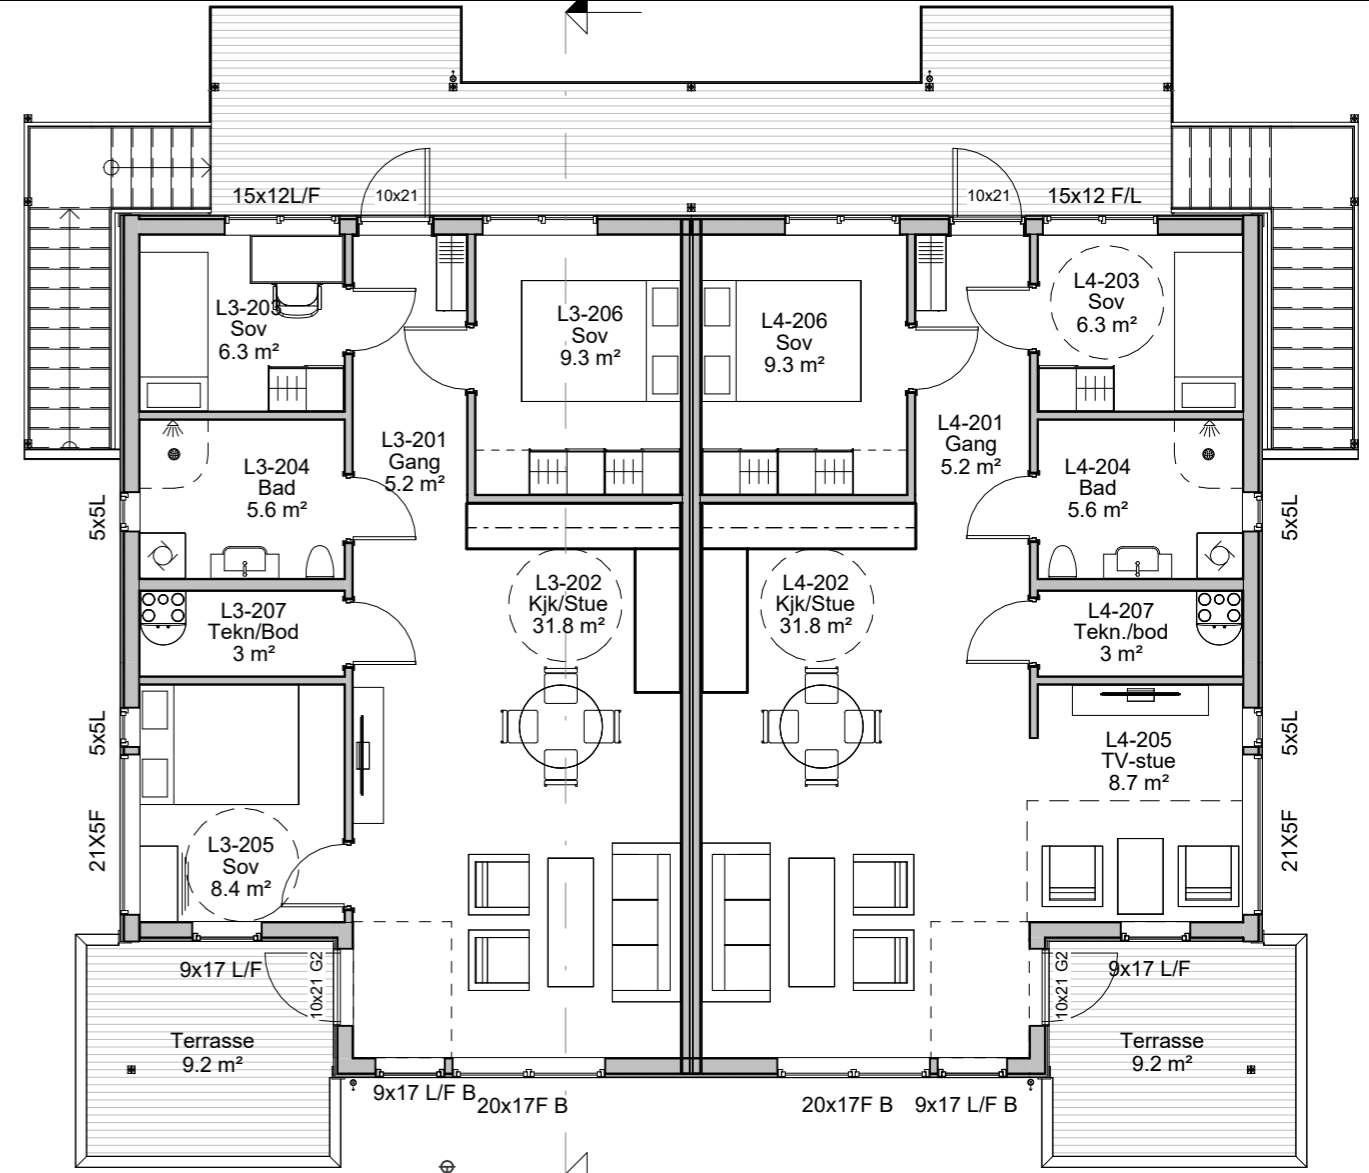 15x12L/F
10x21
10x21
15x12 F/L
L3-203
Sov
6.3 m²
L3-206
Sov
9.3 m²
L4-206
Sov
9.3 m²
L4-203
Sov
6.3 m²
L3-201
Gang
5.2 m²
L4-201
Gang
5.2 m²
L3-204
Bad
5.6 m²
L4-204
Bad
5.6 m²
5x5L
5x5L
L3-202
Kjk/Stue
31.8 m²
L4-202
Kjk/Stue
31.8 m²
L3-207
Tekn/Bod
3 m²
L4-207
Tekn./bod
3 m²
5x5L
5x5L
L4-205
TV-stue
8.7 m²
21X5F
21X5F
L3-205
Sov
8.4 m²
9x17 L/F
10x21 G2
10x21 G2
9x17 L/F
Terrasse
9.2 m²
Terrasse
9.2 m²
9x17 L/F B
20x17F B
20x17F B
9x17 L/F B